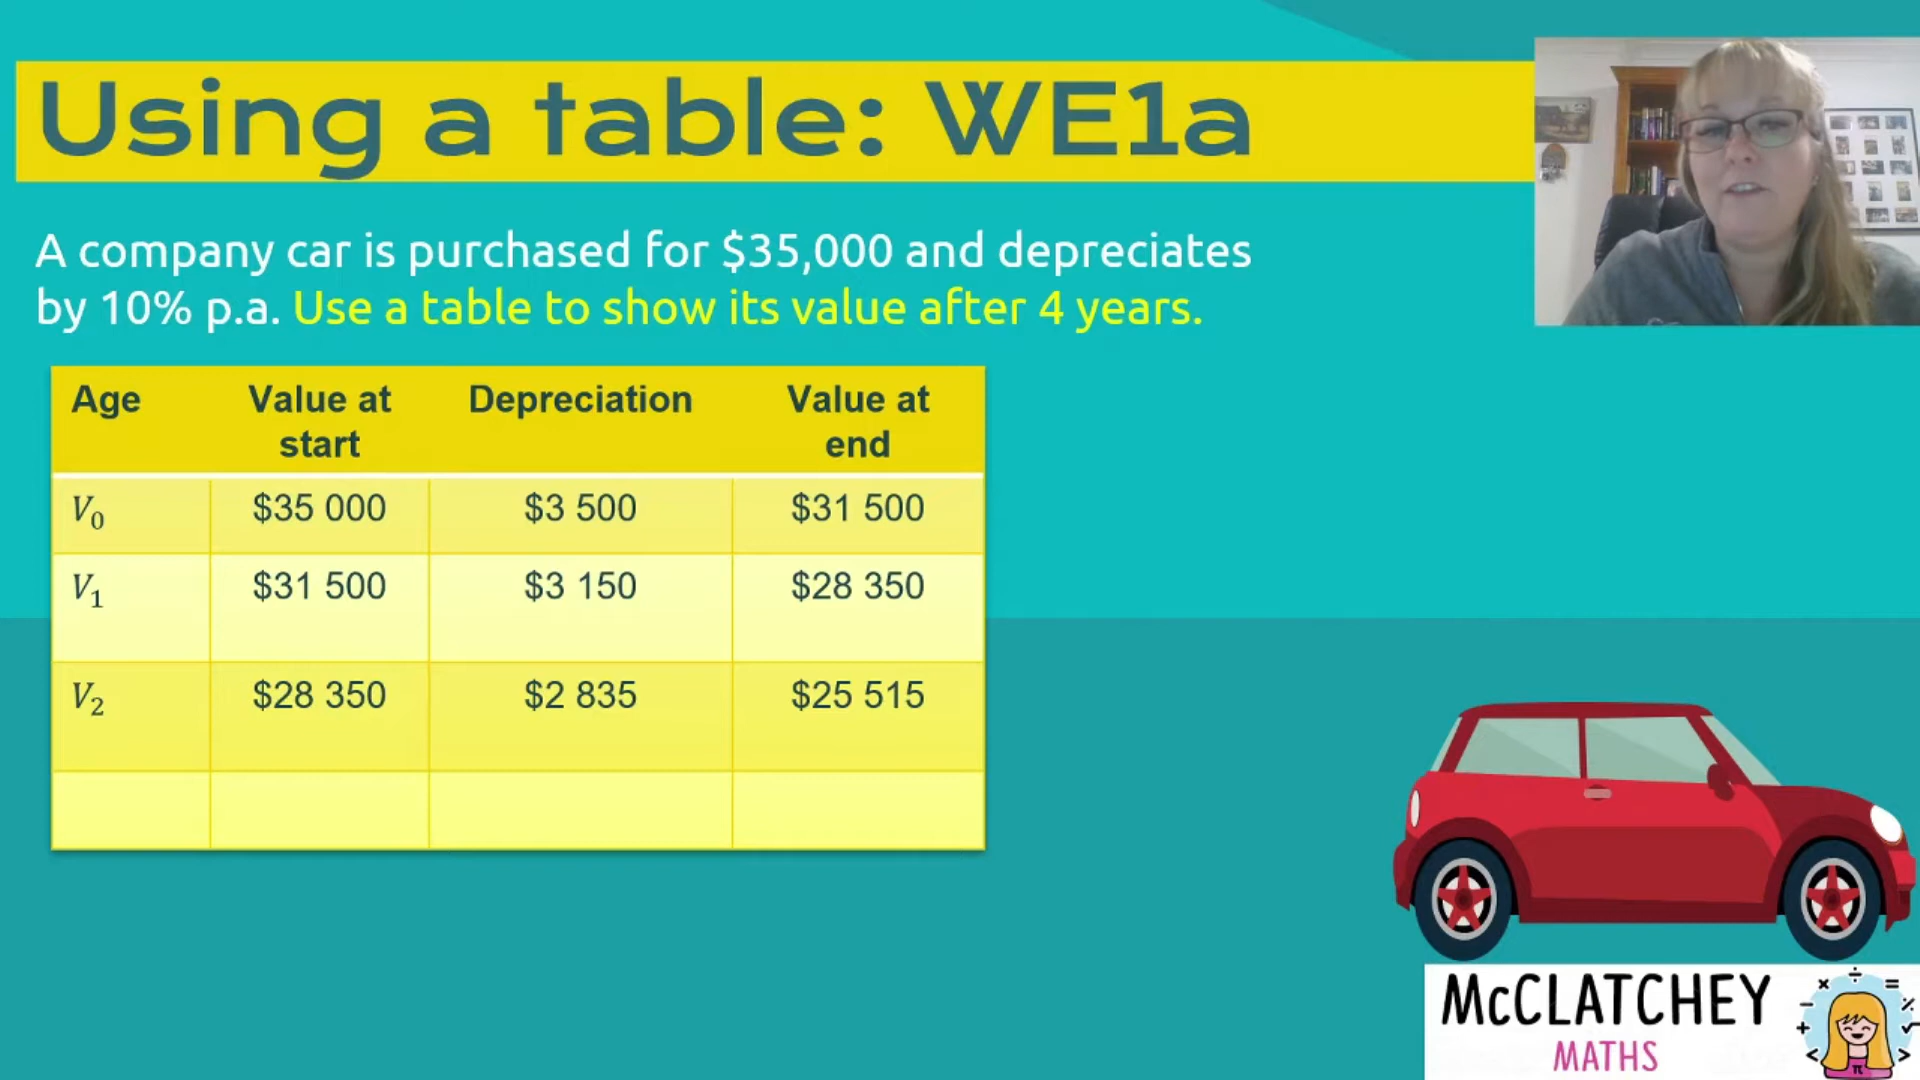 Using a table: WE1a
A company car is purchased for $35,000 and depreciates
by 10% p.a. Use a table to show its value after 4 years.
Age Value at start Depreciation Value at end
V₀ $35 000 $3 500 $31 500
V₁ $31 500 $3 150 $28 350
V₂ $28 350 $2 835 $25 515
McCLATCHEY
MATHS